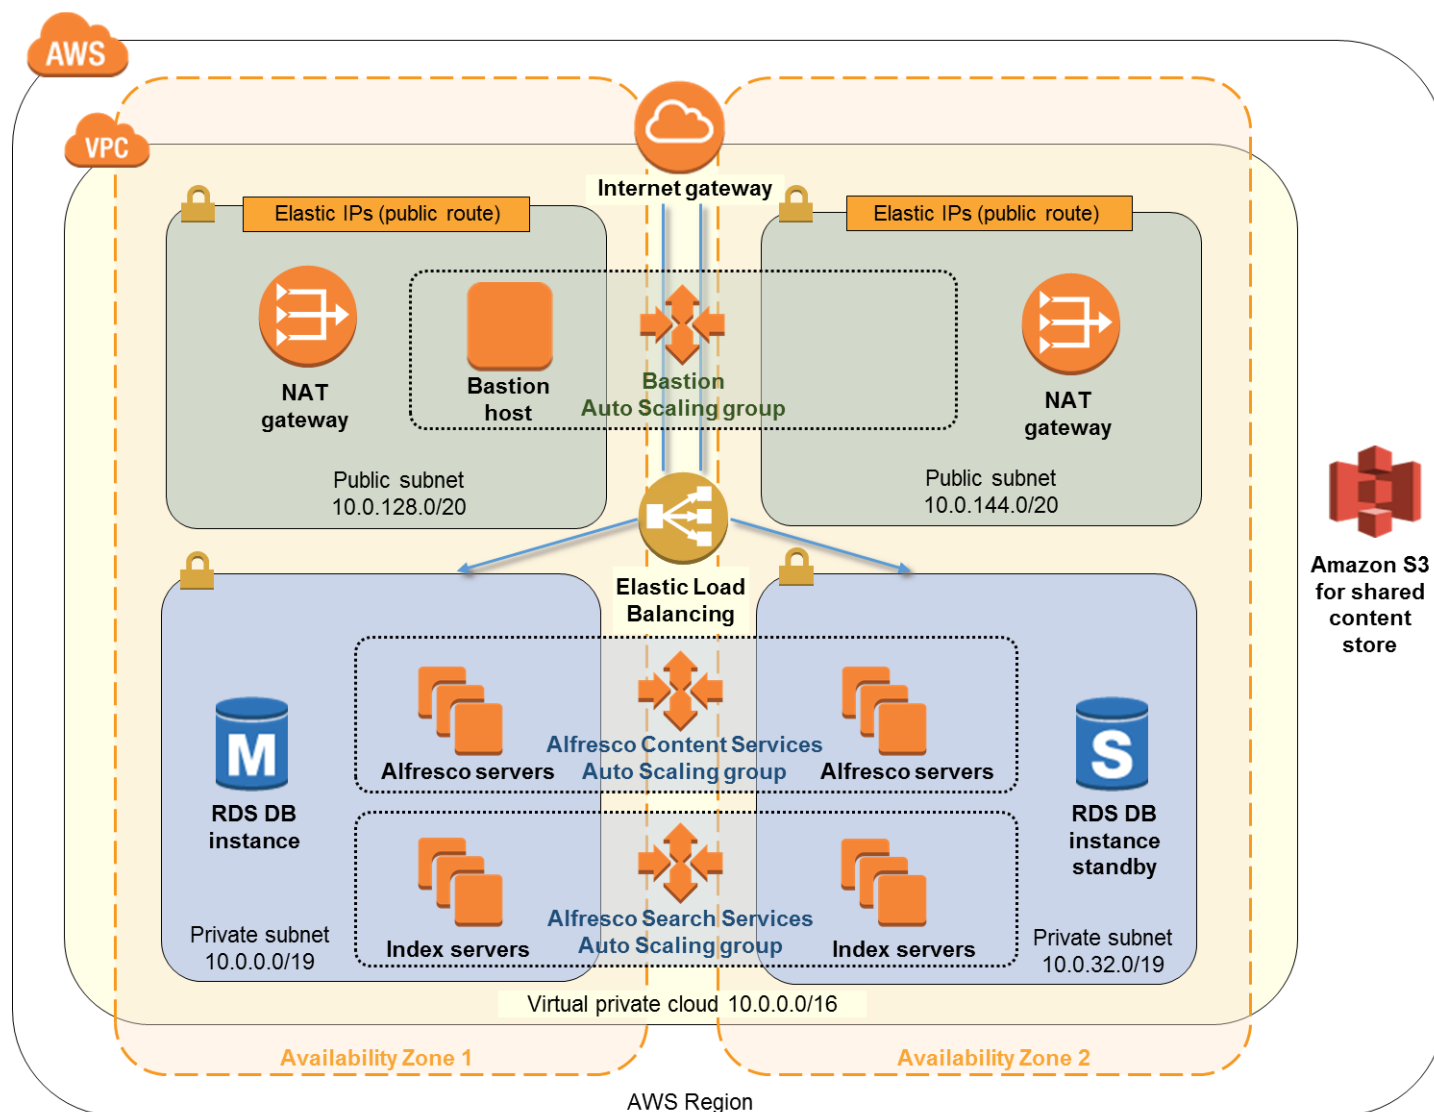 AWS
VPC
Internet gateway
Elastic IPs (public route)
Elastic IPs (public route)
NAT
gateway
Bastion
host
Bastion
Auto Scaling group
NAT
gateway
Public subnet
10.0.128.0/20
Public subnet
10.0.144.0/20
Elastic Load
Balancing
Amazon S3
for shared
content
store
M
RDS DB
instance
Alfresco servers
Alfresco Content Services
Auto Scaling group
Alfresco servers
S
RDS DB
instance
standby
Index servers
Alfresco Search Services
Auto Scaling group
Index servers
Private subnet
10.0.0.0/19
Private subnet
10.0.32.0/19
Virtual private cloud 10.0.0.0/16
Availability Zone 1
Availability Zone 2
AWS Region